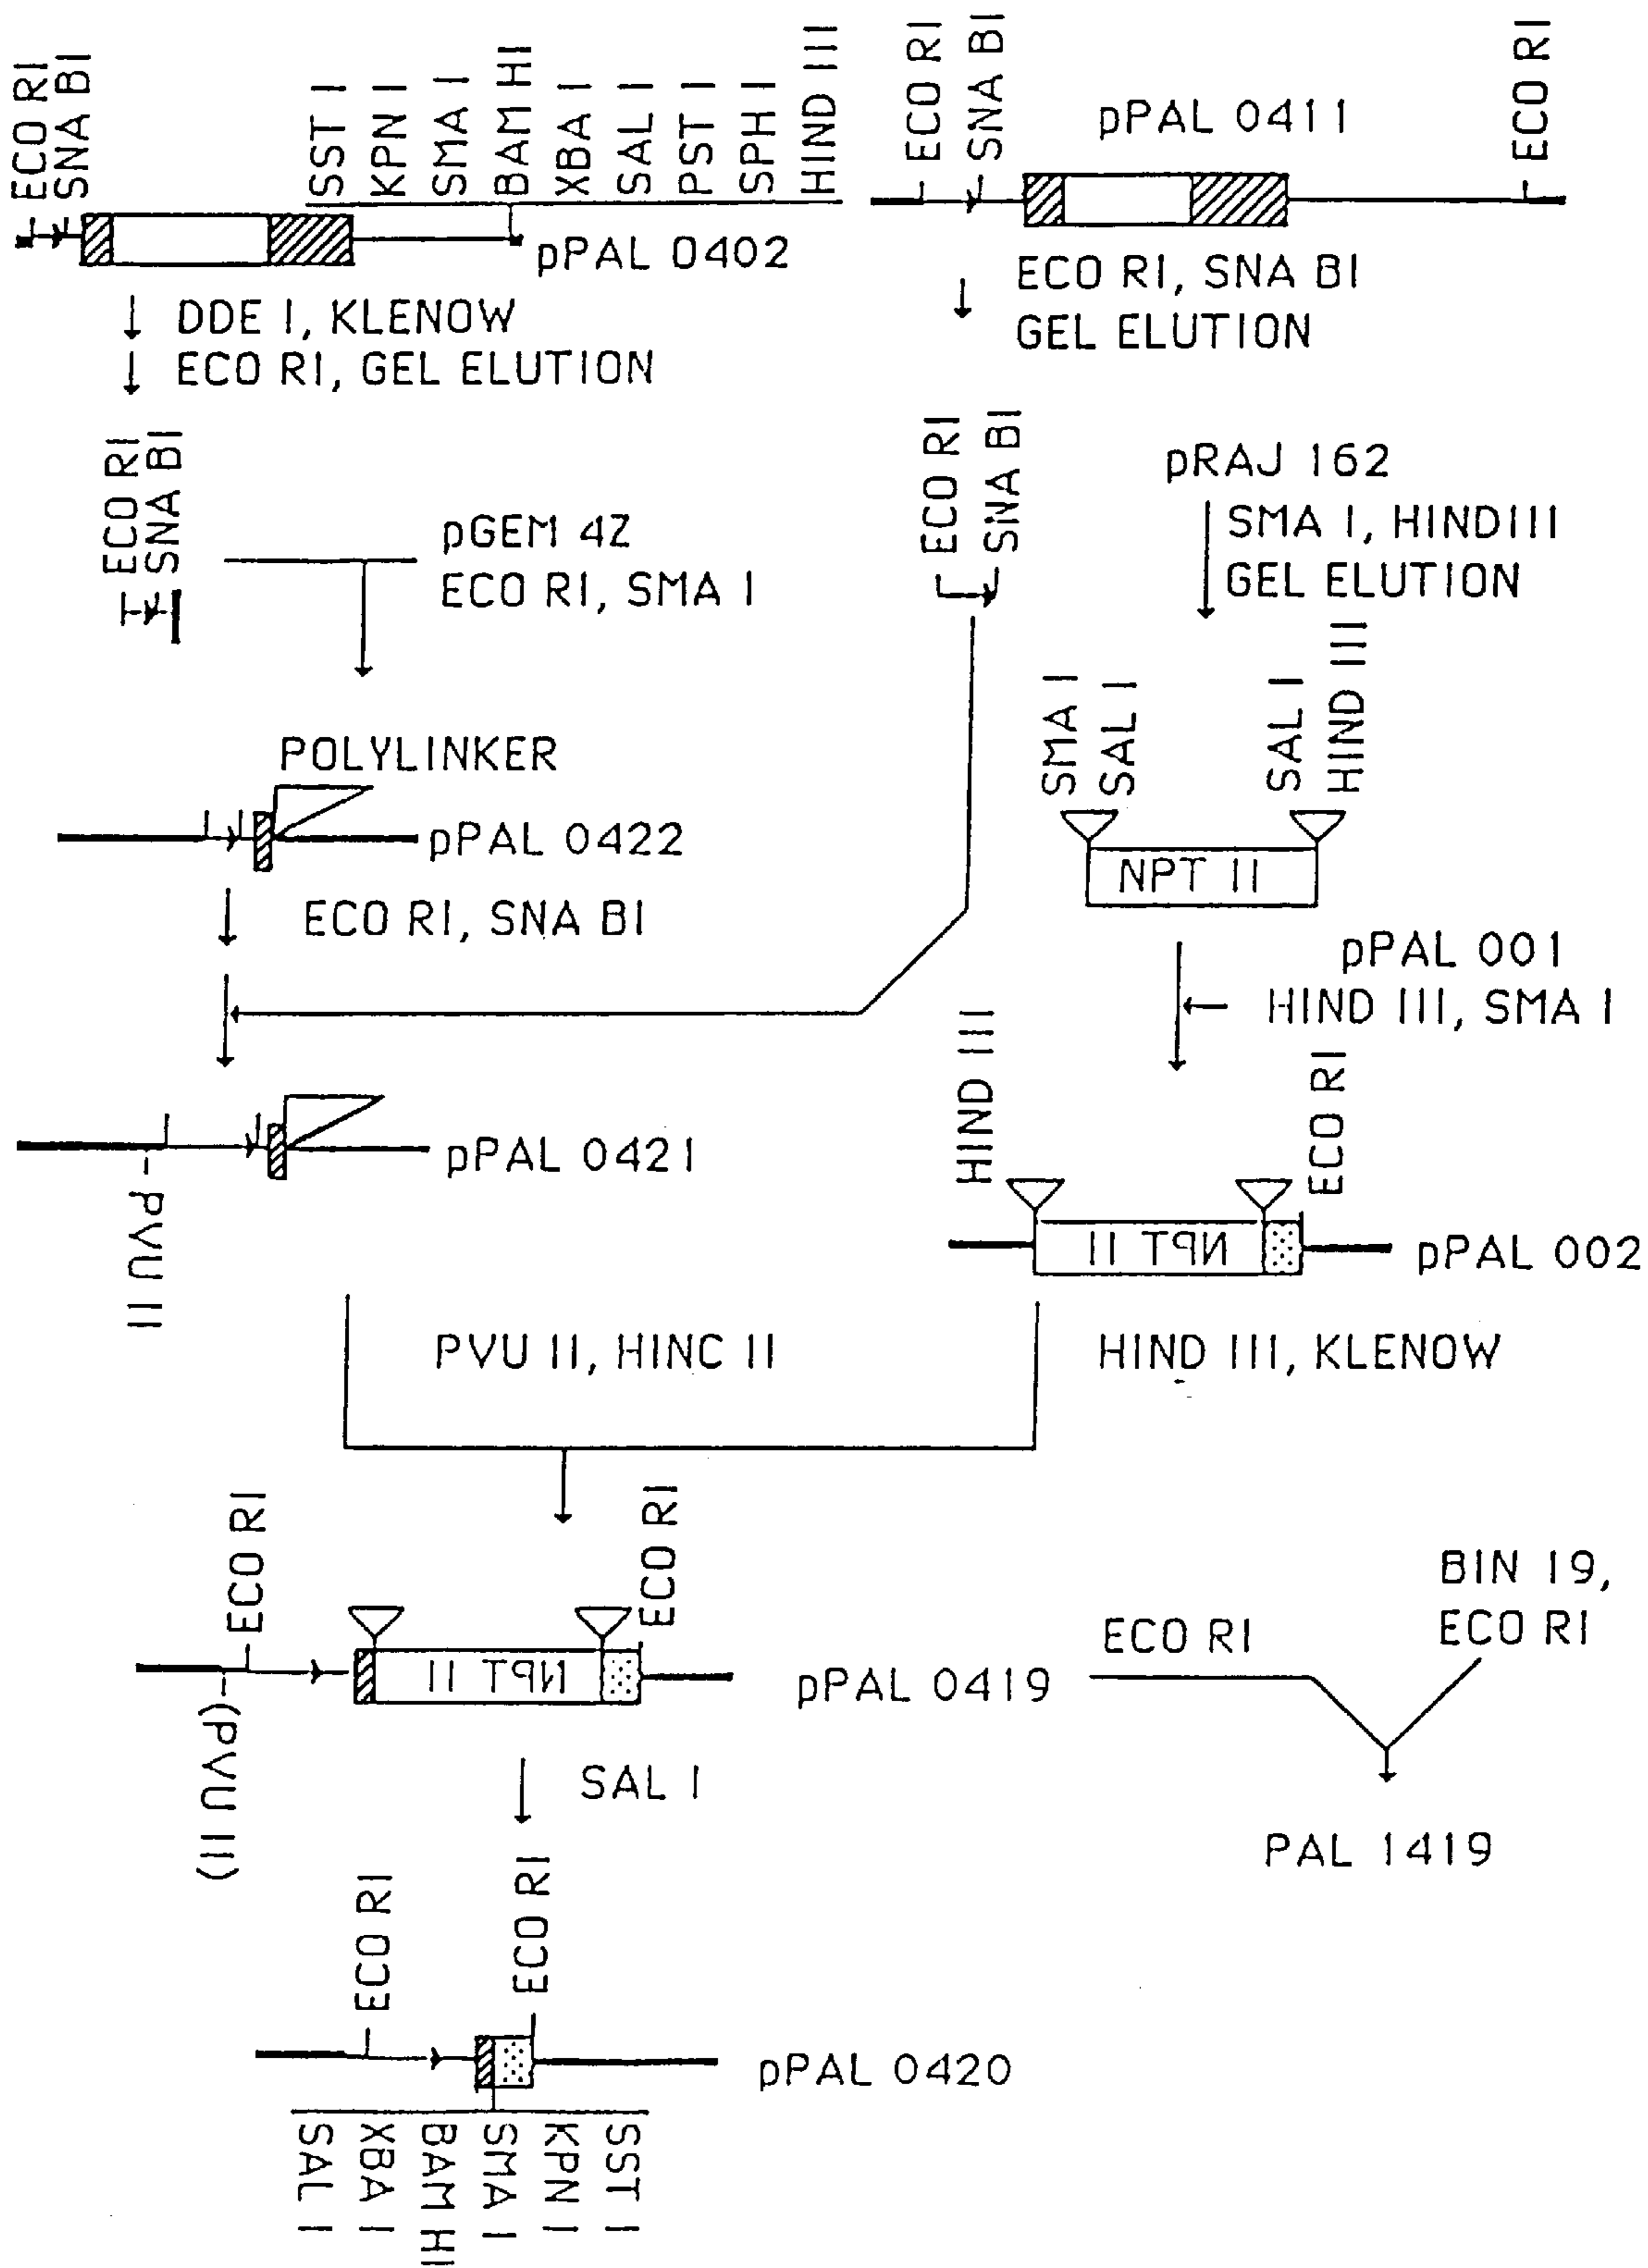 ECO RI
SNA BI
SST I
KPN I
SMA I
BAM HI
XBA I
SAL I
PST I
SPH I
HIND III
pPAL 0402
ECO RI
SNA BI
pPAL 0411
ECO RI
DDE I, KLENOW
ECO RI, GEL ELUTION
ECO RI, SNA BI
GEL ELUTION
ECO RI
SNA BI
pGEM 4Z
ECO RI, SMA I
ECO RI
SNA BI
pRAJ 162
SMA I, HINDIII
GEL ELUTION
POLYLINKER
pPAL 0422
ECO RI, SNA BI
SMA I
SAL I
SAL I
HIND III
NPT II
pPAL 001
HIND III, SMA I
pPAL 0421
PVU II
HIND III
ECO RI
NPT II
pPAL 002
PVU II, HINC II
HIND III, KLENOW
ECO RI
ECO RI
NPT II
(PVU II)
pPAL 0419
ECO RI
BIN 19,
ECO RI
PAL 1419
SAL I
ECO RI
ECO RI
pPAL 0420
SAL I
XBA I
BAM HI
SMA I
KPN I
SST I